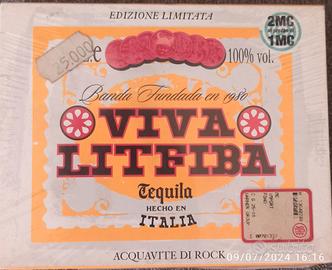 EDIZIONE LIMITATA
2MC
1MC
25.000
100% vol.
Banda Fundada en 1980
VIVA
LITFIBA
Tequila
HECHO EN
ITALIA
ACQUAVITE DI ROCK
09/07/2024 16:16